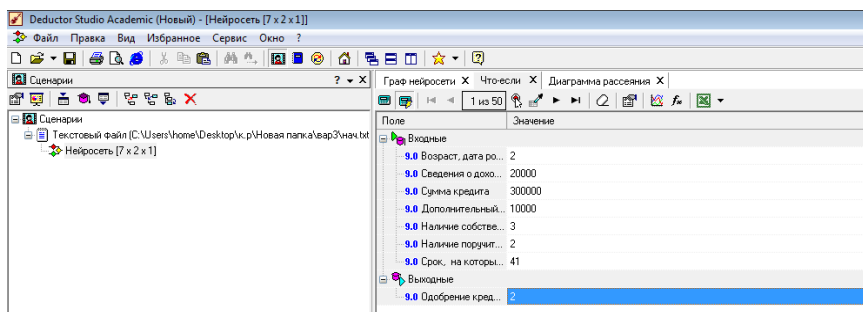 Deductor Studio Academic (Новый) - [Нейросеть [7 x 2 x 1]]
Файл Правка Вид Избранное Сервис Окно ?
Сценарии ? X
Сценарии
Текстовый файл (C:\Users\home\Desktop\к.р\Новая папка\вар3\нач.txt
Нейросеть [7 x 2 x 1]
Граф нейросети X Что-если X Диаграмма рассеяния X
1 из 50
Поле Значение
Входные
9.0 Возраст, дата ро... 2
9.0 Сведения о дохо... 20000
9.0 Сумма кредита 300000
9.0 Дополнительный... 10000
9.0 Наличие собстве... 3
9.0 Наличие поручит... 2
9.0 Срок, на которы... 41
Выходные
9.0 Одобрение кред... 2